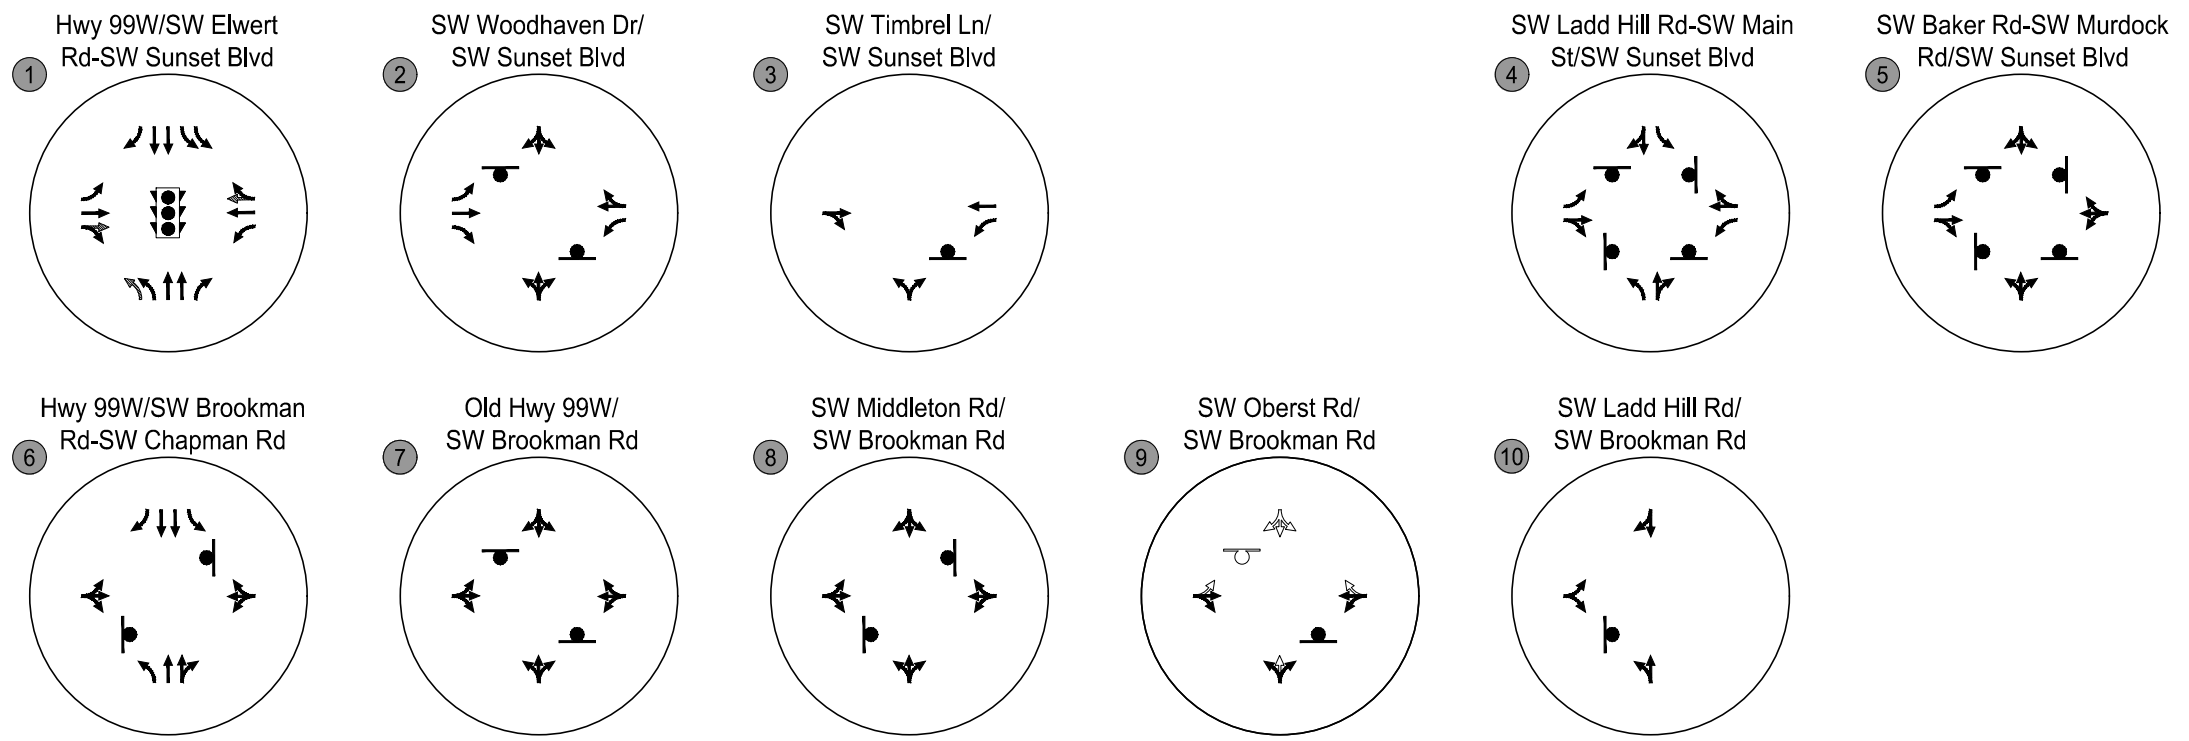 1
Hwy 99W/SW Elwert
Rd-SW Sunset Blvd
2
SW Woodhaven Dr/
SW Sunset Blvd
3
SW Timbrel Ln/
SW Sunset Blvd
4
SW Ladd Hill Rd-SW Main
St/SW Sunset Blvd
5
SW Baker Rd-SW Murdock
Rd/SW Sunset Blvd
6
Hwy 99W/SW Brookman
Rd-SW Chapman Rd
7
Old Hwy 99W/
SW Brookman Rd
8
SW Middleton Rd/
SW Brookman Rd
9
SW Oberst Rd/
SW Brookman Rd
10
SW Ladd Hill Rd/
SW Brookman Rd